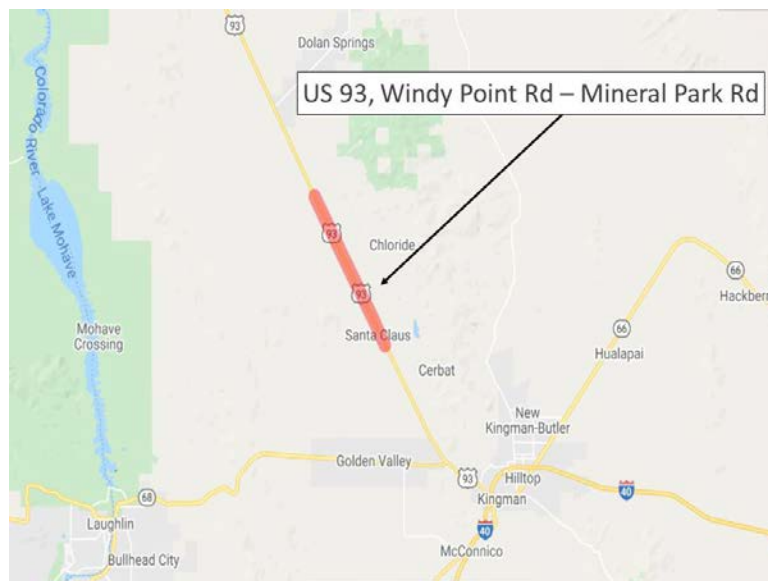 93
Dolan Springs
US 93, Windy Point Rd – Mineral Park Rd
Colorado River
Lake Mohave
93
Chloride
93
66
Hackberr
Santa Claus
66
Mohave
Crossing
Hualapai
Cerbat
New
Kingman-Butler
Golden Valley
93
Hilltop
Kingman
40
68
Laughlin
40
Bullhead City
McConnico